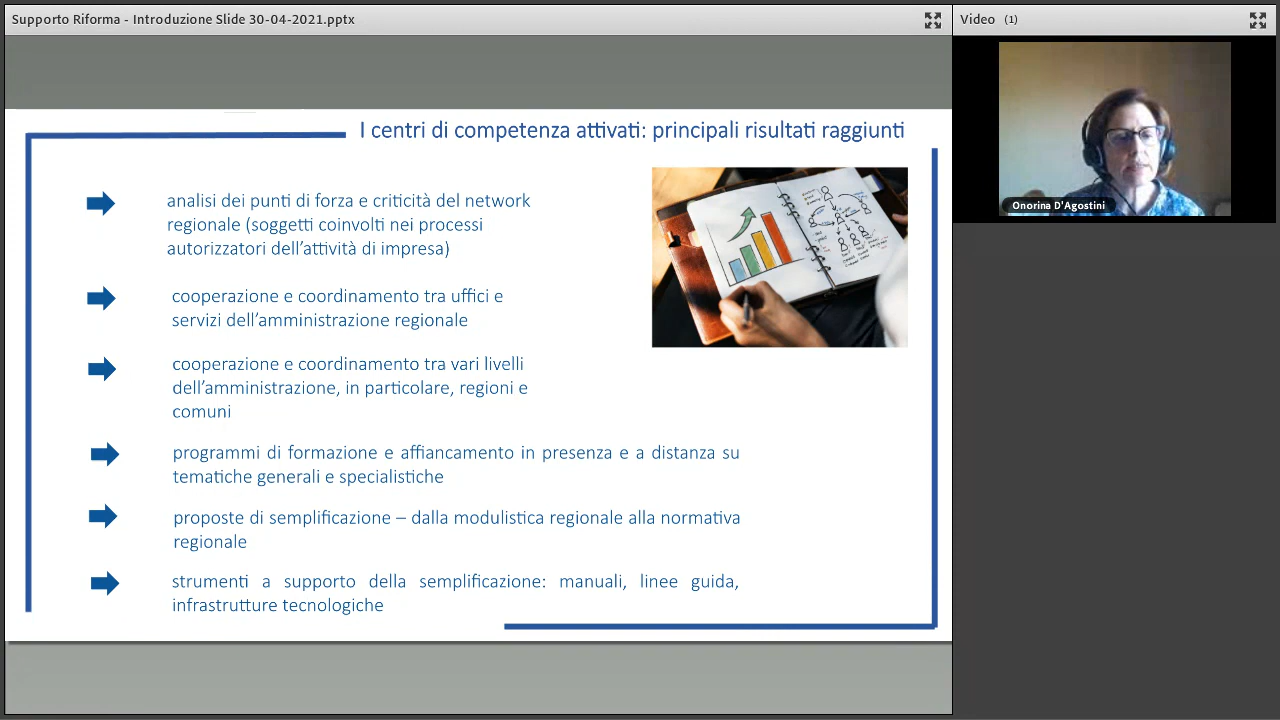 Supporto Riforma - Introduzione Slide 30-04-2021.pptx
Video (1)
I centri di competenza attivati: principali risultati raggiunti
analisi dei punti di forza e criticità del network
regionale (soggetti coinvolti nei processi
autorizzatori dell'attività di impresa)
cooperazione e coordinamento tra uffici e
servizi dell'amministrazione regionale
cooperazione e coordinamento tra vari livelli
dell'amministrazione, in particolare, regioni e
comuni
programmi di formazione e affiancamento in presenza e a distanza su
tematiche generali e specialistiche
proposte di semplificazione – dalla modulistica regionale alla normativa
regionale
strumenti a supporto della semplificazione: manuali, linee guida,
infrastrutture tecnologiche
Onorina D'Agostini